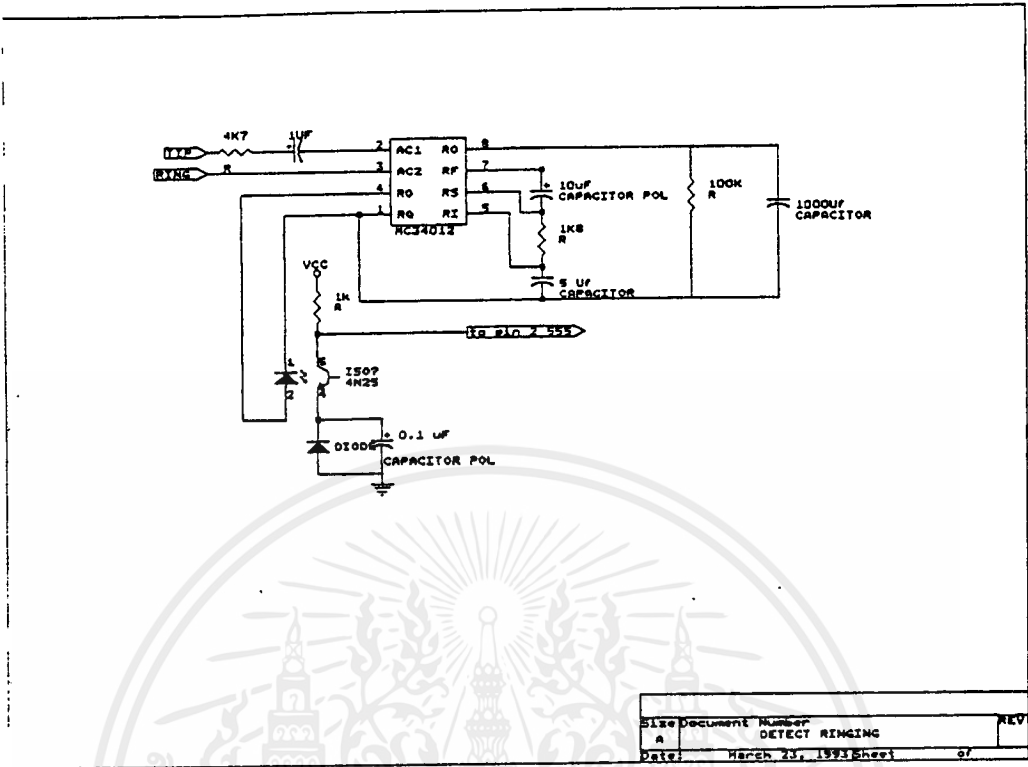 4K7
1UF
TIP
RING
R
2 AC1 RO 8
3 AC2 RF 7
4 RO RS 6
1 RG RI 5
MC34012
10uF
CAPACITOR POL
1K8
R
5 Uf
CAPACITOR
100K
R
1000Uf
CAPACITOR
VCC
1K
R
to pin 2 555
1
2
5
4
ISO?
4N25
DIODE
0.1 uF
CAPACITOR POL
Size
A
Document Number
DETECT RINGING
REV
Date: March 23, 1993 Sheet of